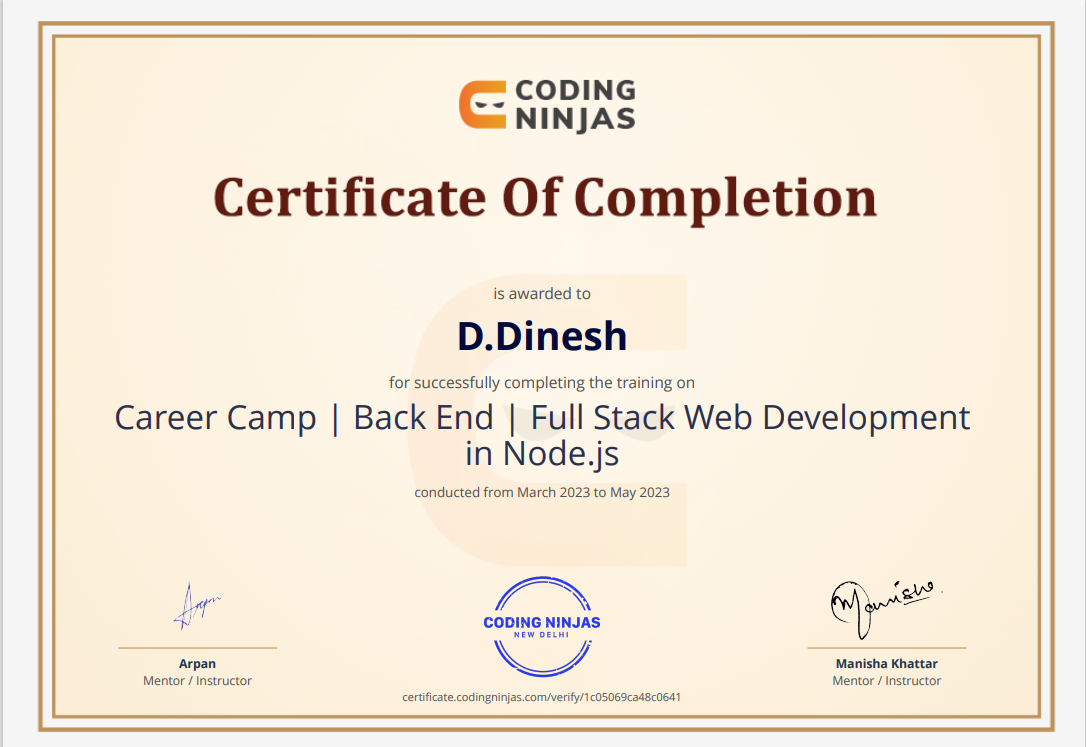 CODING
NINJAS
Certificate Of Completion
is awarded to
D.Dinesh
for successfully completing the training on
Career Camp | Back End | Full Stack Web Development
in Node.js
conducted from March 2023 to May 2023
Arpan
Manisha
CODING NINJAS
NEW DELHI
Arpan
Mentor / Instructor
Manisha Khattar
Mentor / Instructor
certificate.codingninjas.com/verify/1c05069ca48c0641